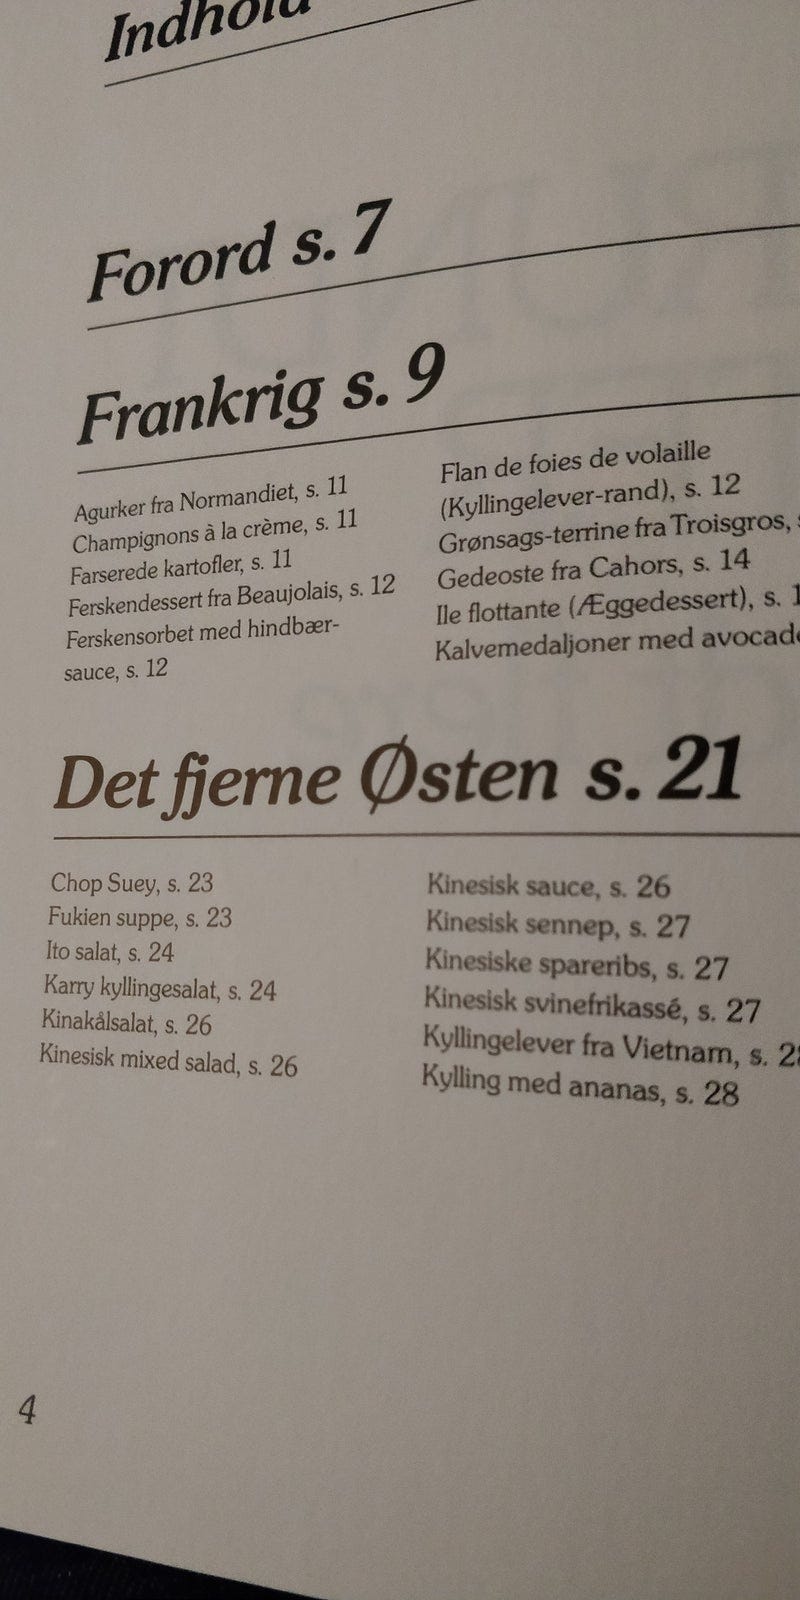 Indhold
Forord s. 7
Frankrig s. 9
Agurker fra Normandiet, s. 11
Champignons à la crème, s. 11
Farserede kartofler, s. 11
Ferskendessert fra Beaujolais, s. 12
Ferskensorbet med hindbær-
sauce, s. 12
Flan de foies de volaille
(Kyllingelever-rand), s. 12
Grønsags-terrine fra Troisgros,
Gedeoste fra Cahors, s. 14
Ile flottante (Æggedessert), s.
Kalvemedaljoner med
Det fjerne Østen s. 21
Chop Suey, s. 23
Fukien suppe, s. 23
Ito salat, s. 24
Karry kyllingesalat, s. 24
Kinakålsalat, s. 26
Kinesisk mixed salad, s. 26
Kinesisk sauce, s. 26
Kinesisk sennep, s. 27
Kinesiske spareribs, s. 27
Kinesisk svinefrikassé, s. 27
Kyllingelever fra Vietnam, s.
Kylling med ananas, s. 28
4